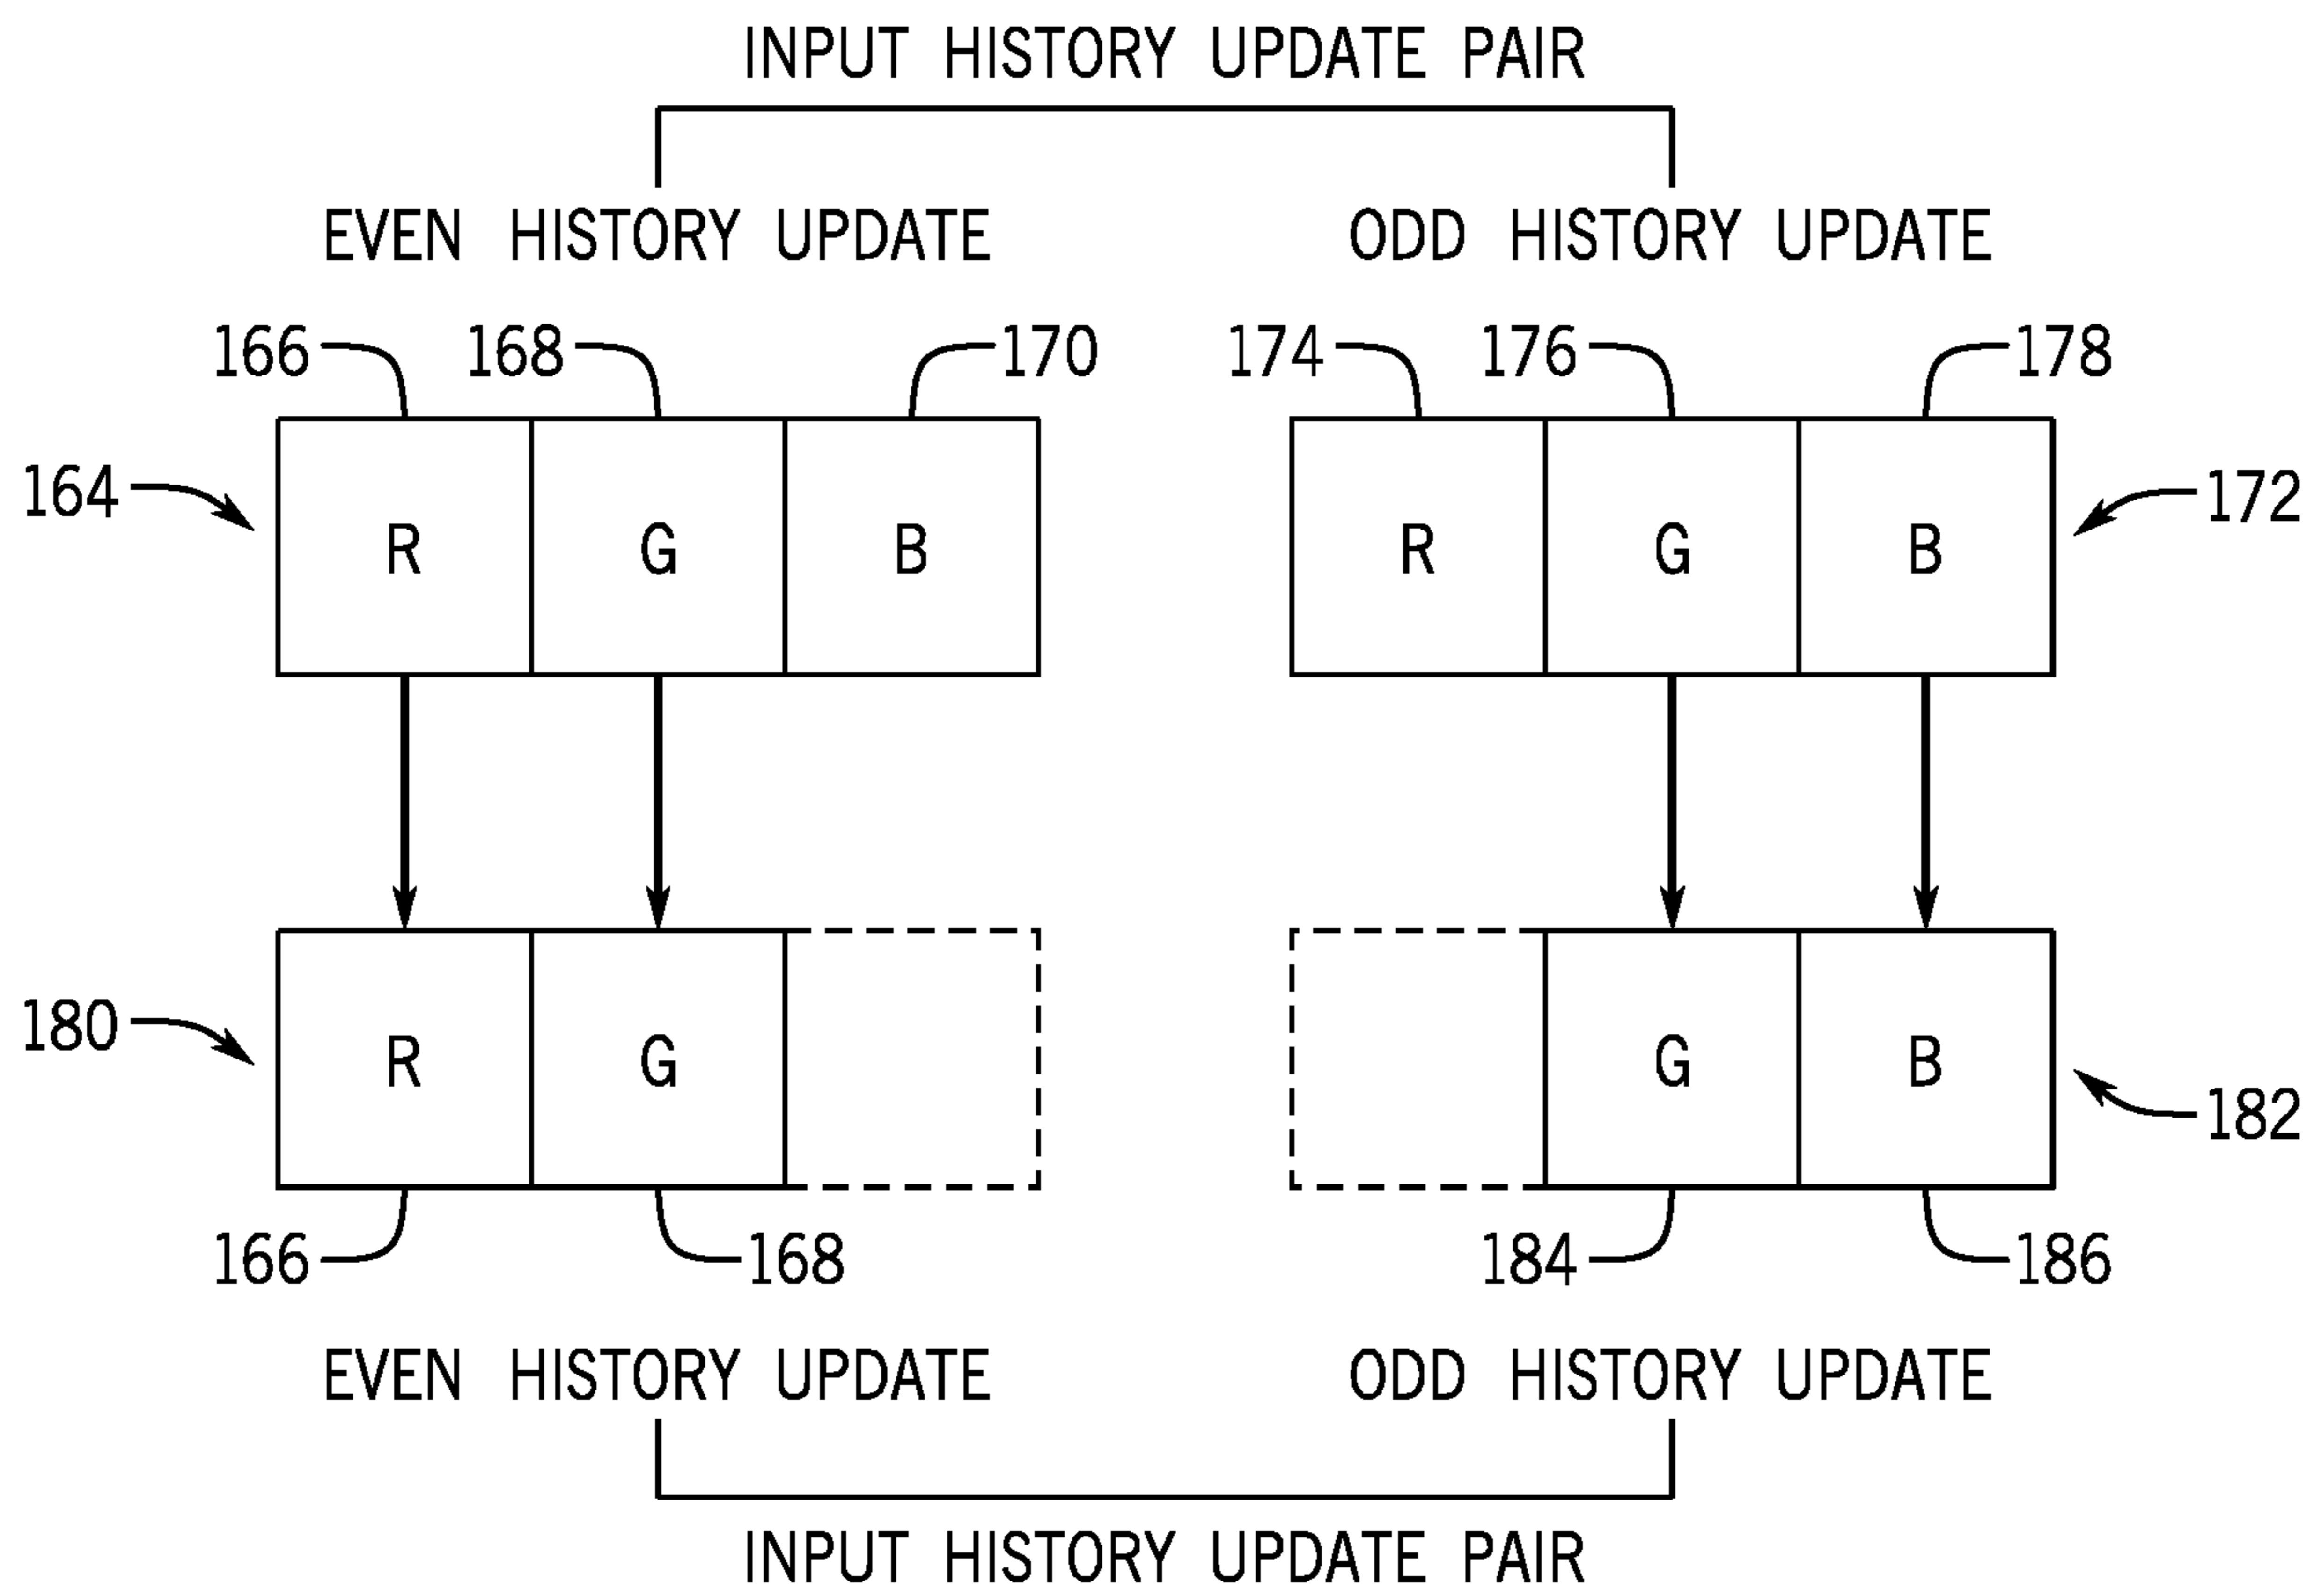 INPUT HISTORY UPDATE PAIR
EVEN HISTORY UPDATE ODD HISTORY UPDATE
166 168 170 174 176 178
164 172
R G B R G B
180 R G G B 182
166 168 184 186
EVEN HISTORY UPDATE ODD HISTORY UPDATE
INPUT HISTORY UPDATE PAIR